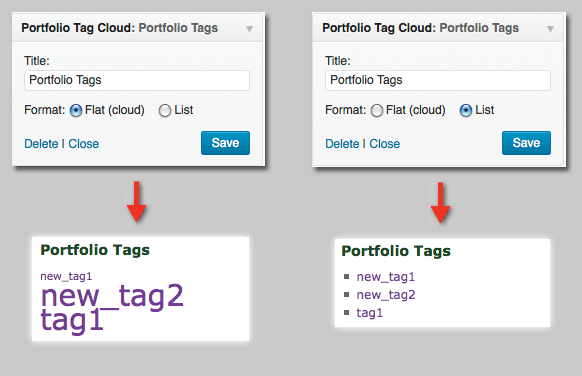 Portfolio Tag Cloud: Portfolio Tags
Title:
Portfolio Tags
Format: Flat (cloud) List
Delete | Close Save
Portfolio Tags
new_tag1
new_tag2
tag1
Portfolio Tag Cloud: Portfolio Tags
Title:
Portfolio Tags
Format: Flat (cloud) List
Delete | Close Save
Portfolio Tags
new_tag1
new_tag2
tag1